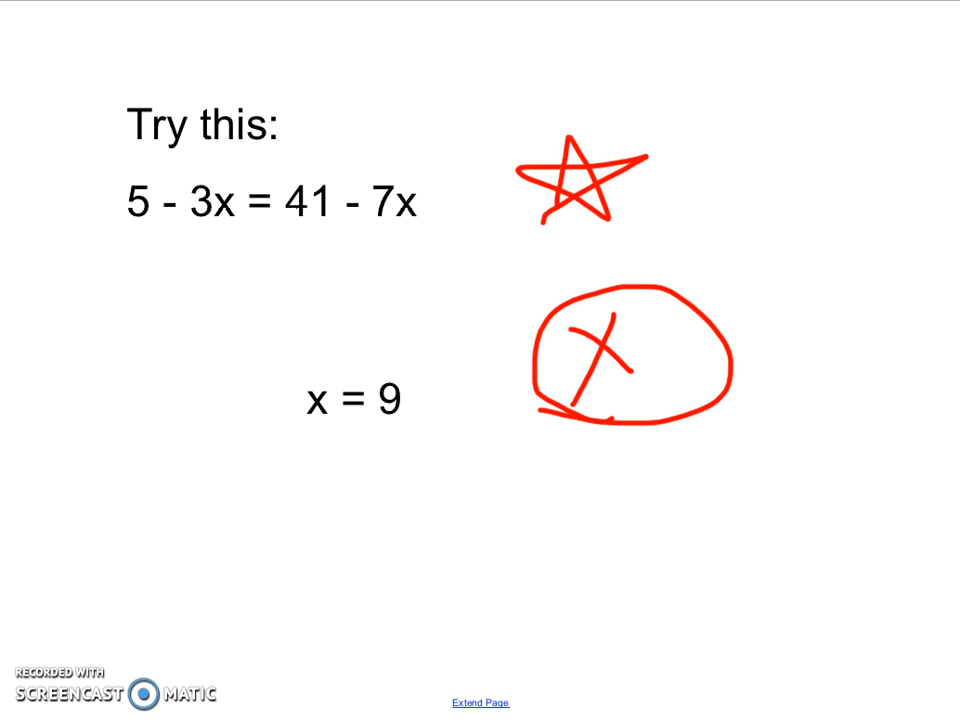 Try this:
5 - 3x = 41 - 7x
x
x = 9
RECORDED WITH
SCREENCAST MATIC
Extend Page